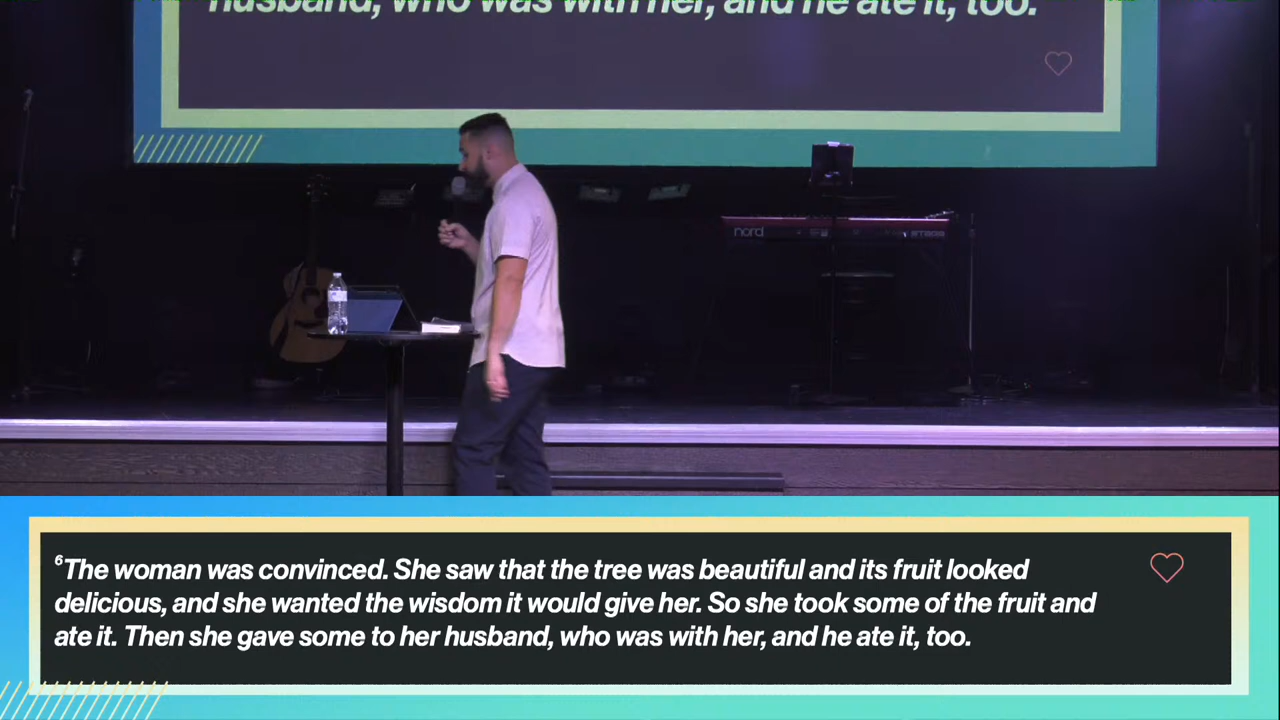 husband, who was with her, and he ate it, too.
nord
⁶The woman was convinced. She saw that the tree was beautiful and its fruit looked
delicious, and she wanted the wisdom it would give her. So she took some of the fruit and
ate it. Then she gave some to her husband, who was with her, and he ate it, too.